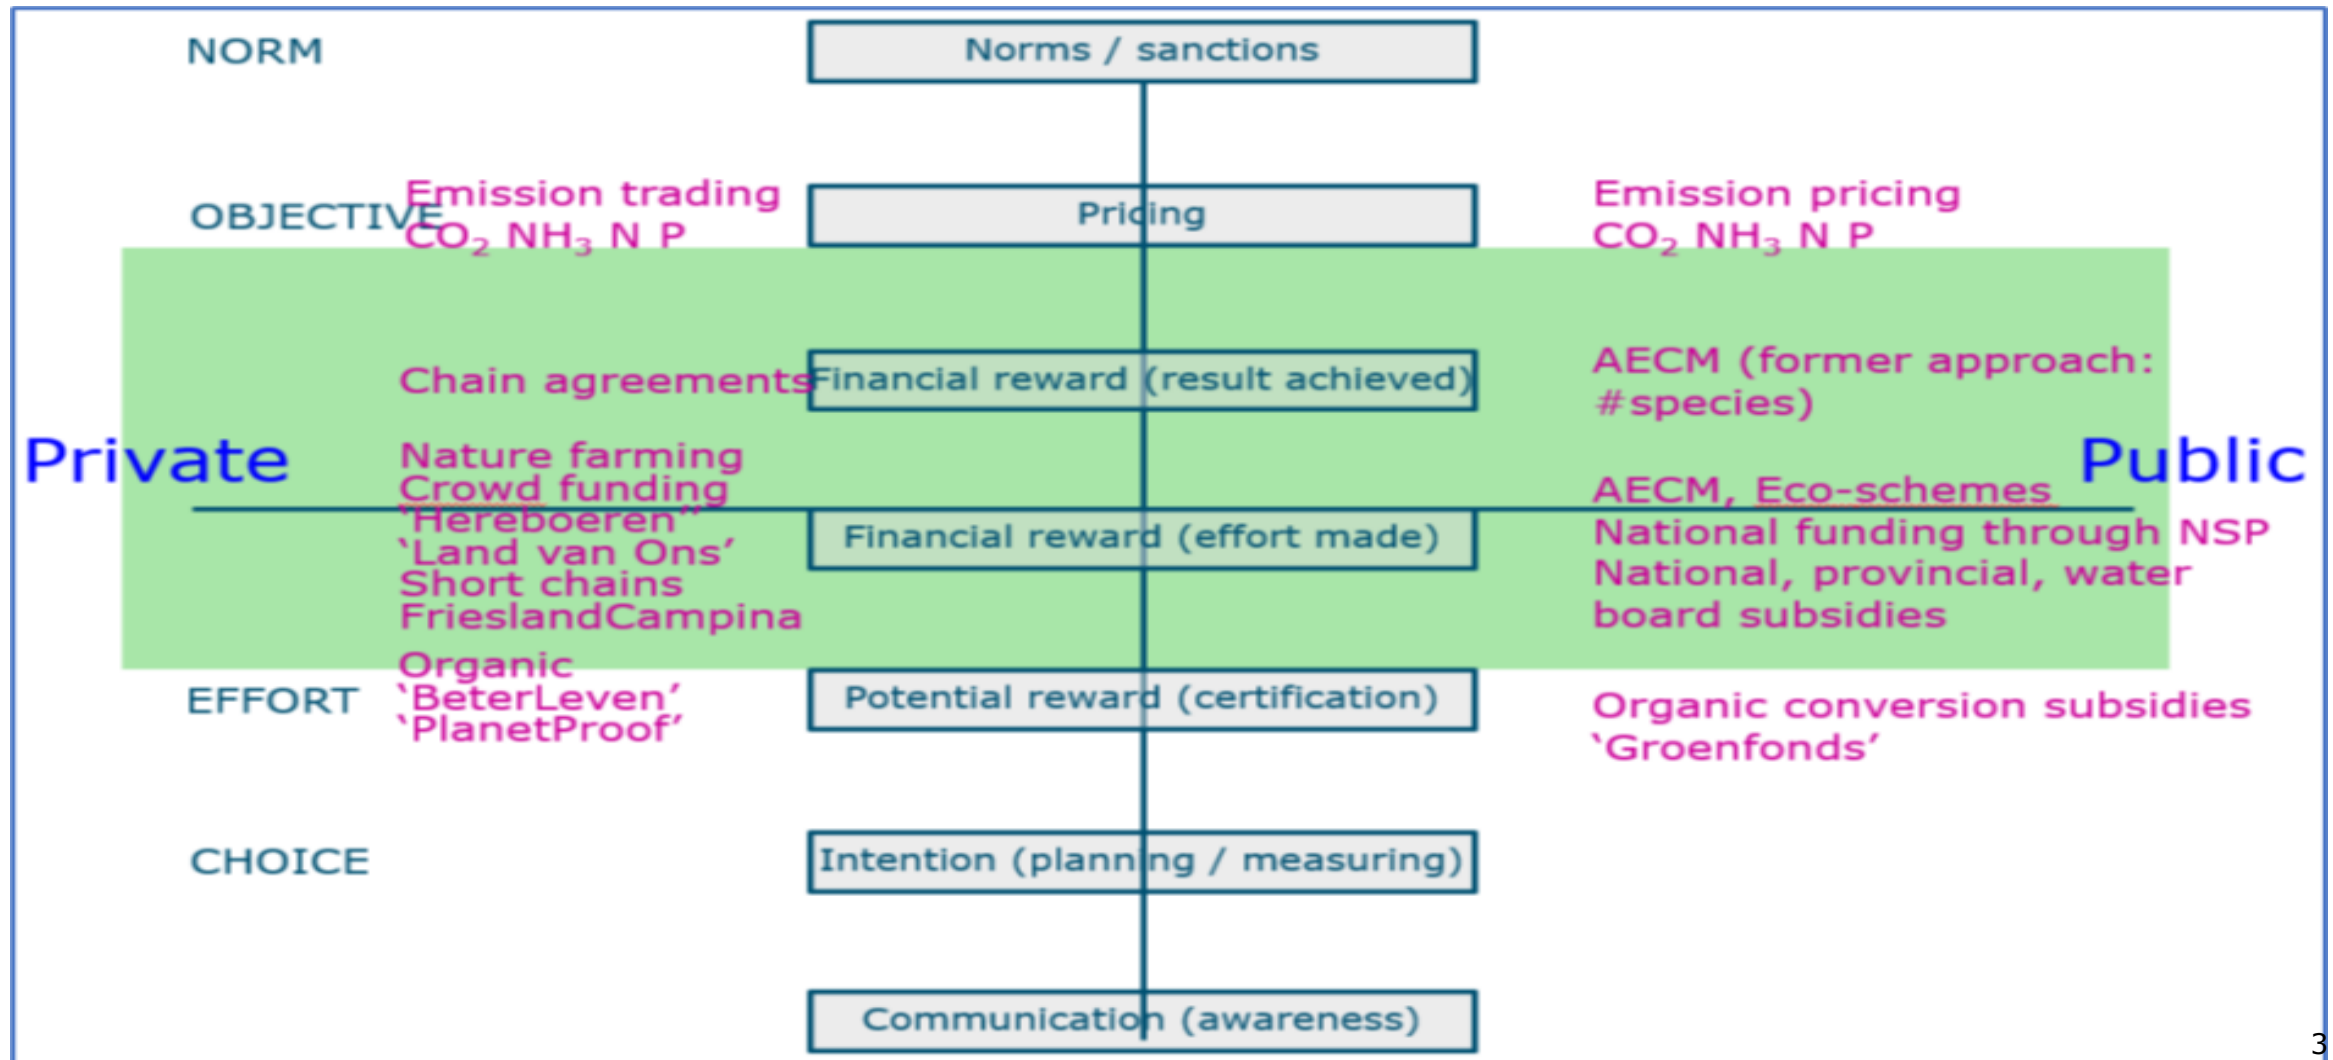 NORM
Norms / sanctions
OBJECTIVE
Emission trading
CO₂ NH₃ N P
Pricing
Emission pricing
CO₂ NH₃ N P
Chain agreements
Financial reward (result achieved)
AECM (former approach:
#species)
Private
Public
Nature farming
Crowd funding
‘Hereboeren’’
‘Land van Ons’
Short chains
FrieslandCampina
Financial reward (effort made)
AECM, Eco-schemes
National funding through NSP
National, provincial, water
board subsidies
EFFORT
Organic
‘BeterLeven’
‘PlanetProof’
Potential reward (certification)
Organic conversion subsidies
‘Groenfonds’
CHOICE
Intention (planning / measuring)
Communication (awareness)
3